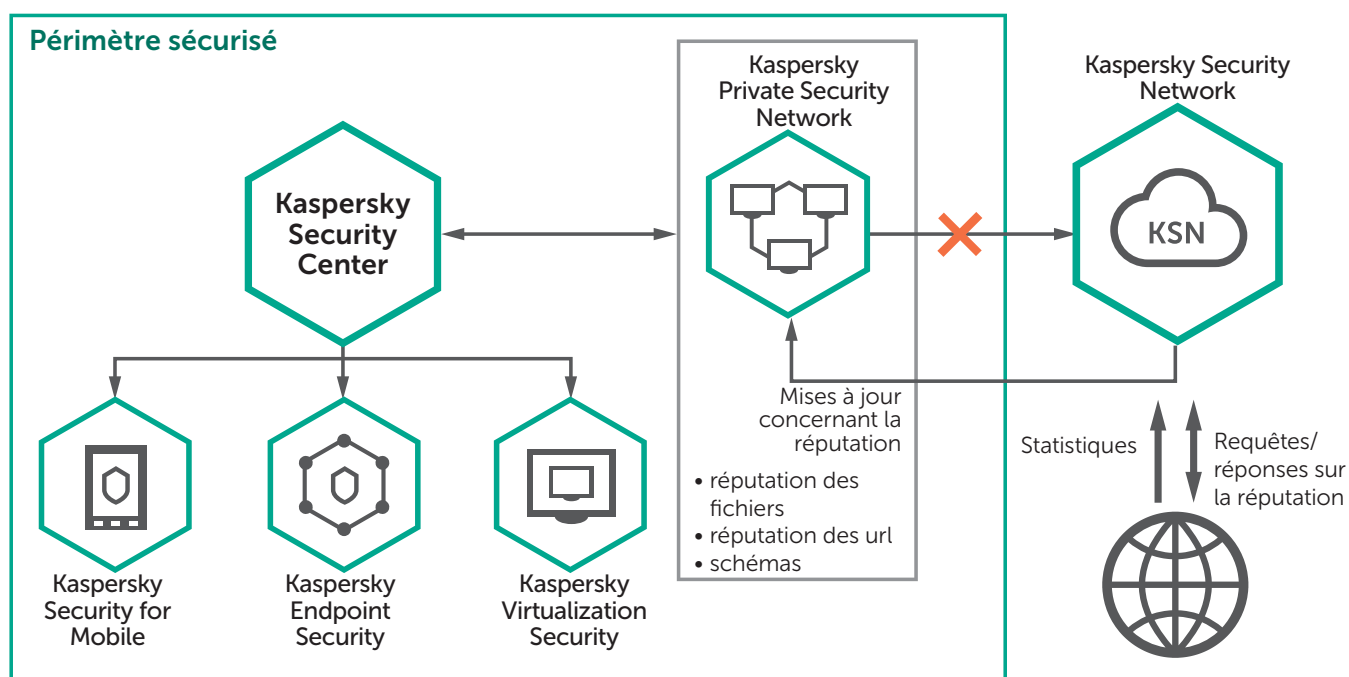 Périmètre sécurisé
Kaspersky
Private Security
Network
Kaspersky Security
Network
Kaspersky
Security
Center
KSN
Mises à jour
concernant la
réputation
• réputation des
fichiers
• réputation des url
• schémas
Statistiques
Requêtes/
réponses sur
la réputation
Kaspersky
Security for
Mobile
Kaspersky
Endpoint
Security
Kaspersky
Virtualization
Security